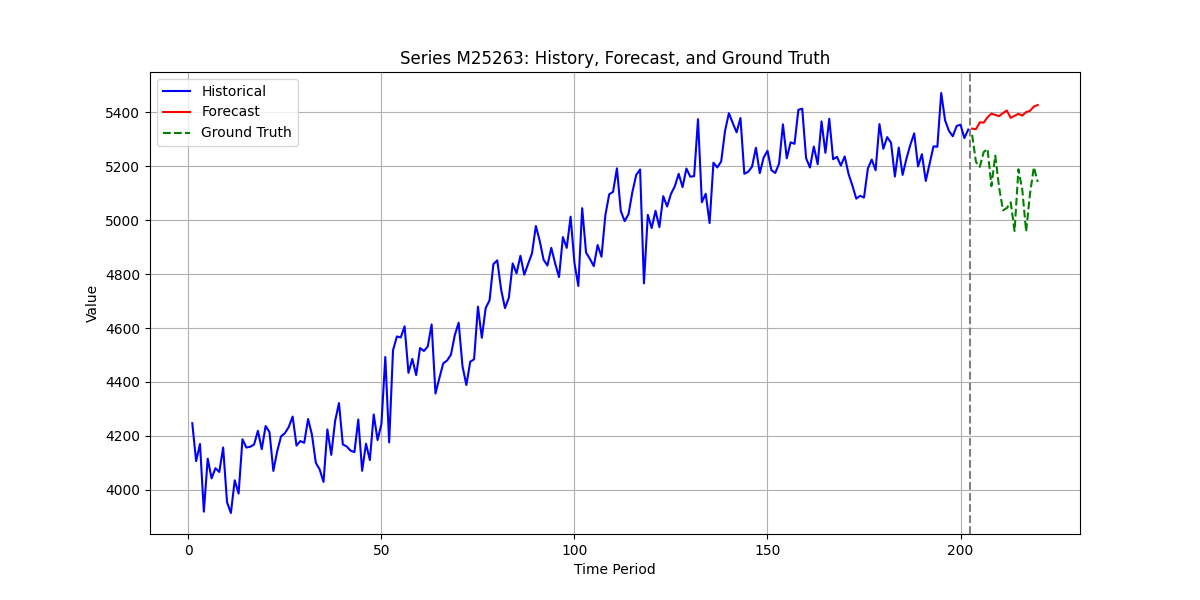 Series M25263: History, Forecast, and Ground Truth
Historical
Forecast
Ground Truth
5400
5200
5000
4800
4600
4400
4200
4000
Value
0
50
100
150
200
Time Period